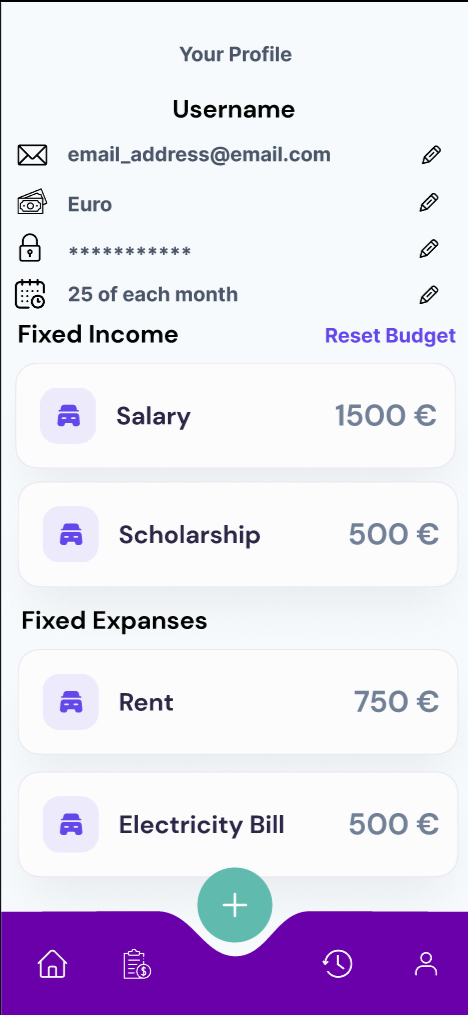 Your Profile
Username
email_address@email.com
Euro
***********
25 of each month
Fixed Income Reset Budget
Salary 1500 €
Scholarship 500 €
Fixed Expanses
Rent 750 €
Electricity Bill 500 €